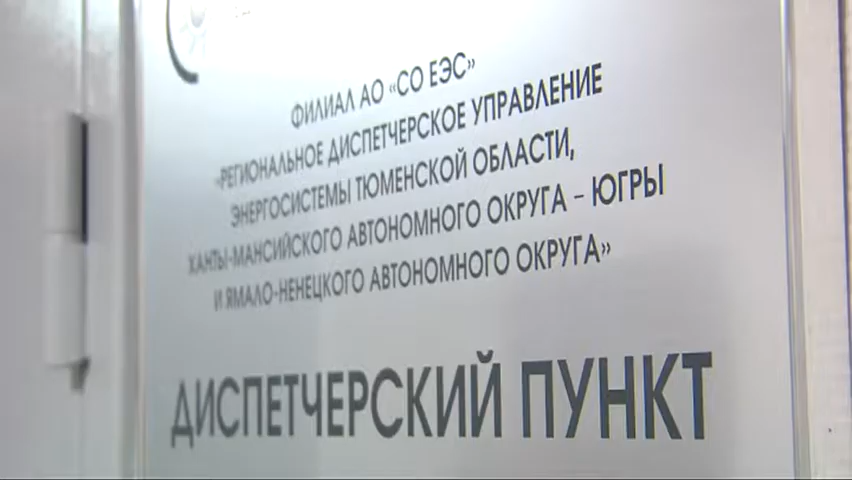 ФИЛИАЛ АО «СО ЕЭС»
«РЕГИОНАЛЬНОЕ ДИСПЕТЧЕРСКОЕ УПРАВЛЕНИЕ
ЭНЕРГОСИСТЕМЫ ТЮМЕНСКОЙ ОБЛАСТИ,
ХАНТЫ-МАНСИЙСКОГО АВТОНОМНОГО ОКРУГА – ЮГРЫ
И ЯМАЛО-НЕНЕЦКОГО АВТОНОМНОГО ОКРУГА»
ДИСПЕТЧЕРСКИЙ ПУНКТ